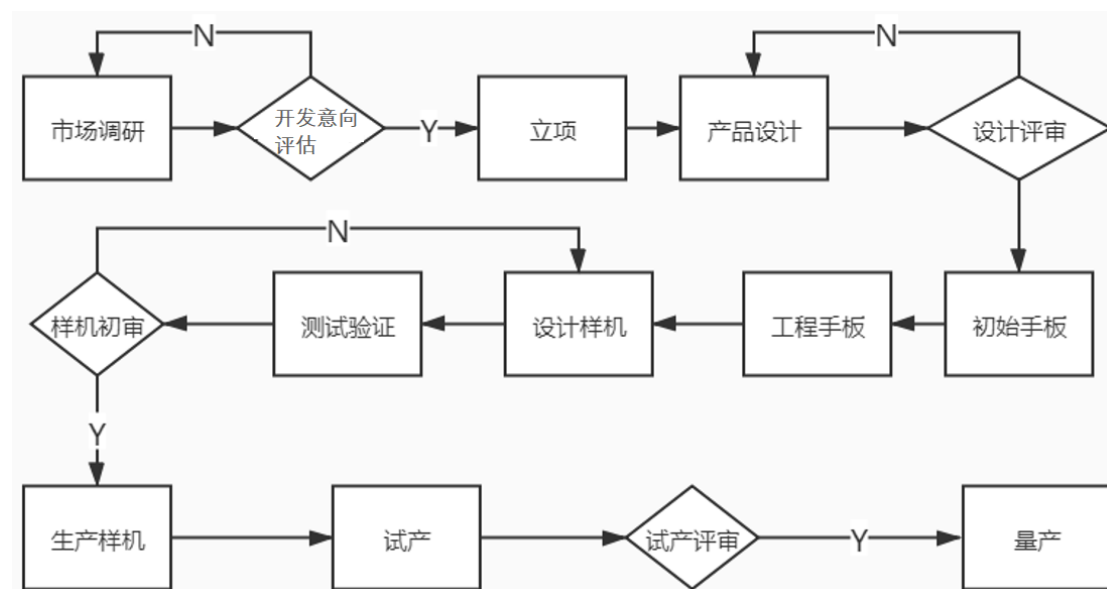 N
N
市场调研
开发意向
评估
Y
立项
产品设计
设计评审
N
样机初审
测试验证
设计样机
工程手板
初始手板
Y
生产样机
试产
试产评审
Y
量产